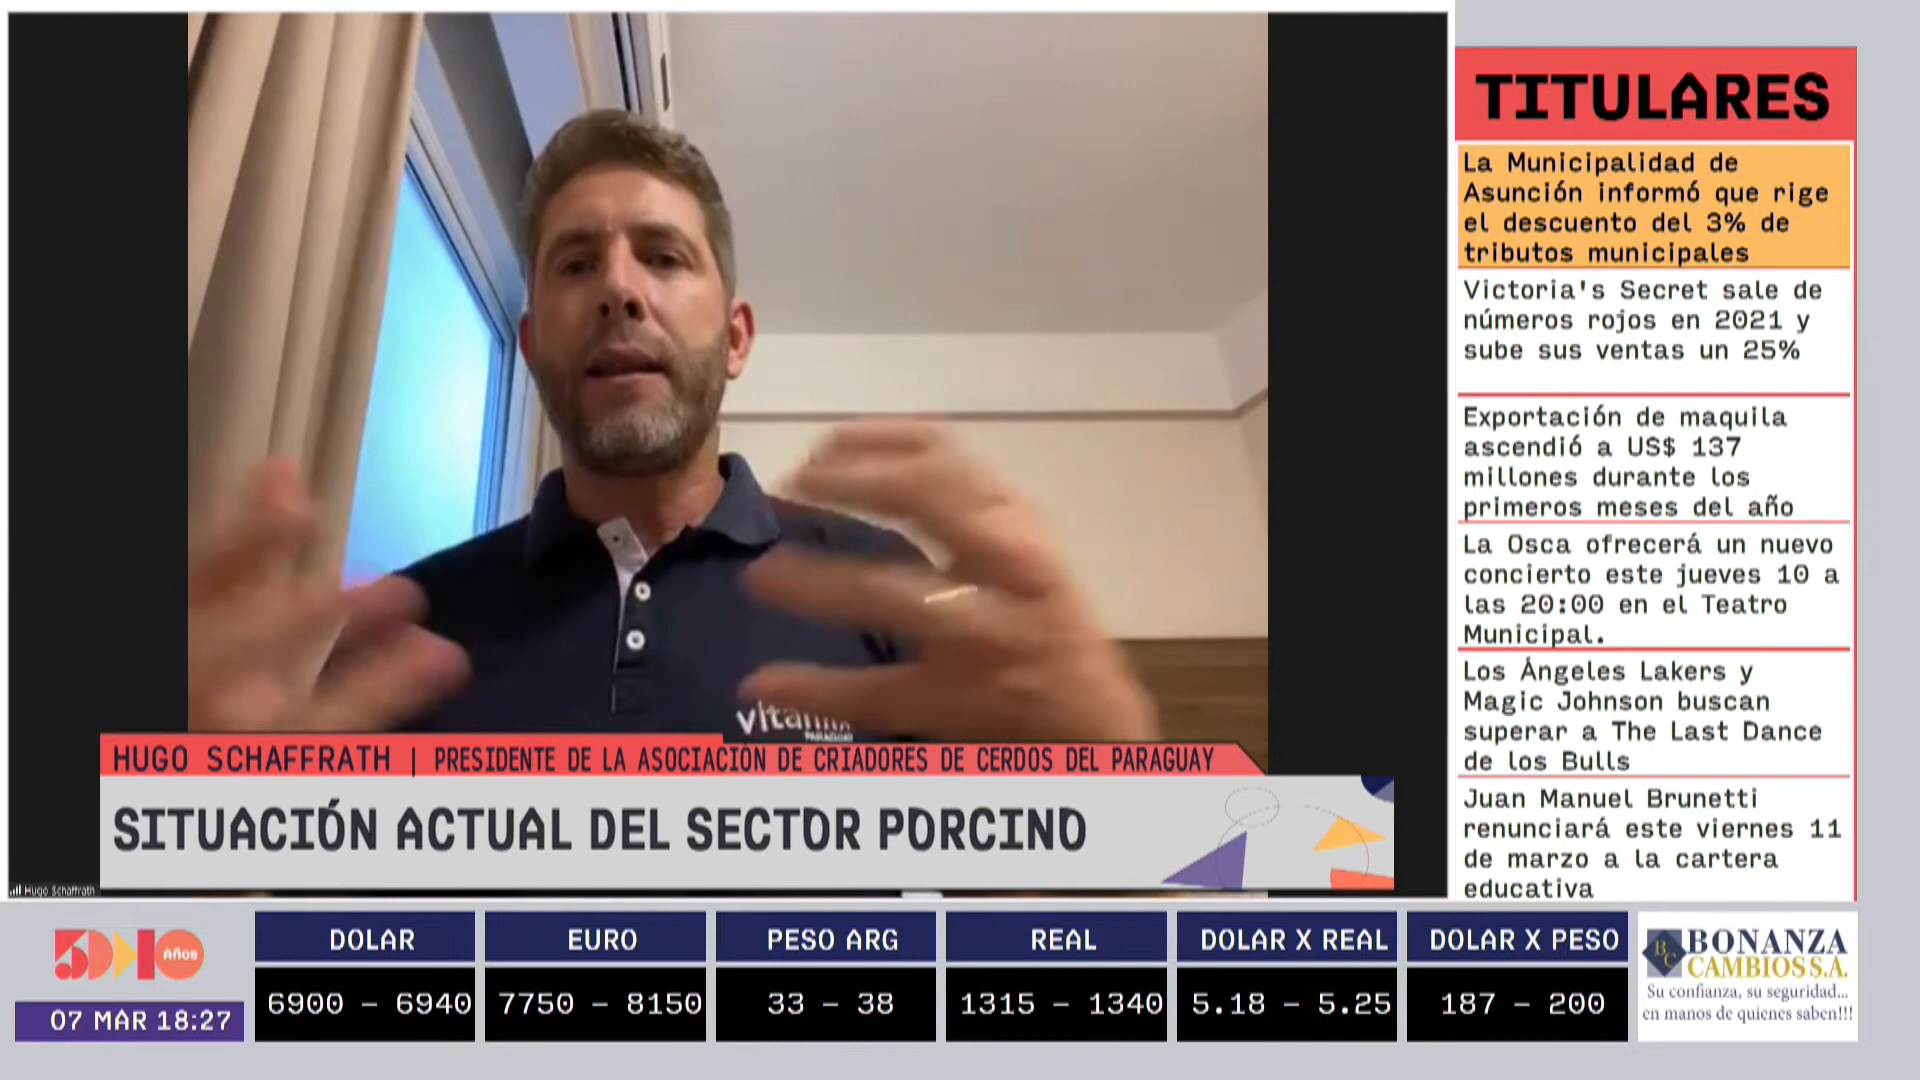 TITULARES
La Municipalidad de
Asunción informó que rige
el descuento del 3% de
tributos municipales
Victoria's Secret sale de
números rojos en 2021 y
sube sus ventas un 25%
Exportación de maquila
ascendió a US$ 137
millones durante los
primeros meses del año
La Osca ofrecerá un nuevo
concierto este jueves 10 a
las 20:00 en el Teatro
Municipal.
Los Ángeles Lakers y
Magic Johnson buscan
superar a The Last Dance
de los Bulls
Juan Manuel Brunetti
renunciará este viernes 11
de marzo a la cartera
educativa
HUGO SCHAFFRATH | PRESIDENTE DE LA ASOCIACIÓN DE CRIADORES DE CERDOS DEL PARAGUAY
SITUACIÓN ACTUAL DEL SECTOR PORCINO
Hugo Schaffrath
Años
07 MAR 18:27
DOLAR
6900 - 6940
EURO
7750 - 8150
PESO ARG
33 - 38
REAL
1315 - 1340
DOLAR X REAL
5.18 - 5.25
DOLAR X PESO
187 - 200
BC
BONANZA
CAMBIOS S.A.
Su confianza, su seguridad...
en manos de quienes saben!!!